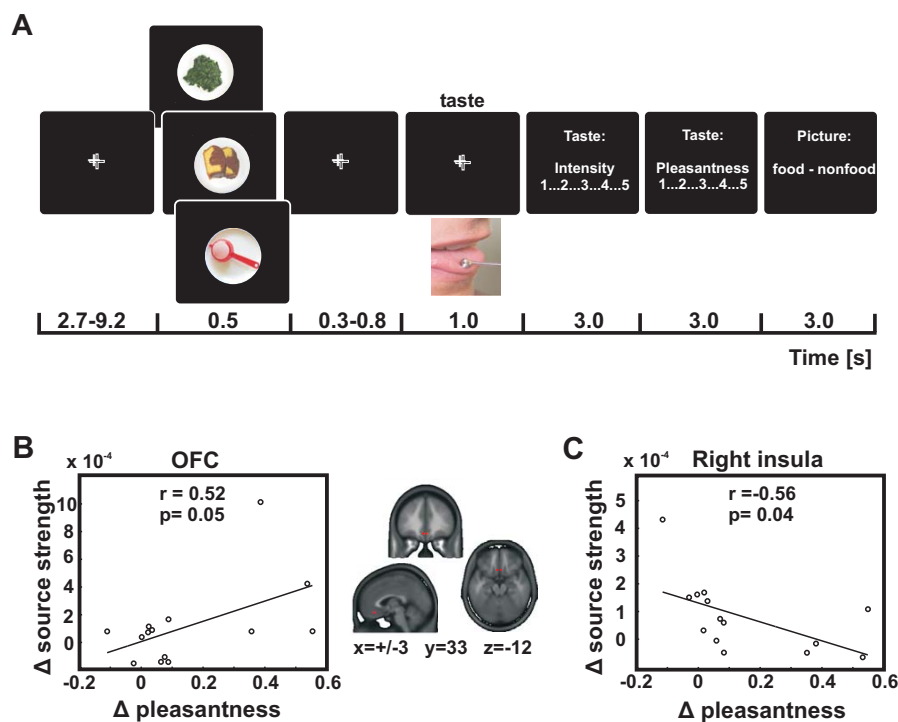 A
taste
Taste:
Intensity
1...2...3...4...5
Taste:
Pleasantness
1...2...3...4...5
Picture:
food - nonfood
2.7-9.2 0.5 0.3-0.8 1.0 3.0 3.0 3.0
Time [s]
B
x 10⁻⁴
OFC
r = 0.52
p= 0.05
Δ source strength
10
8
6
4
2
0
-0.2 0 0.2 0.4 0.6
Δ pleasantness
x=+/-3 y=33 z=-12
C
x 10⁻⁴
Right insula
r =-0.56
p= 0.04
Δ source strength
5
4
3
2
1
0
-0.2 0 0.2 0.4 0.6
Δ pleasantness